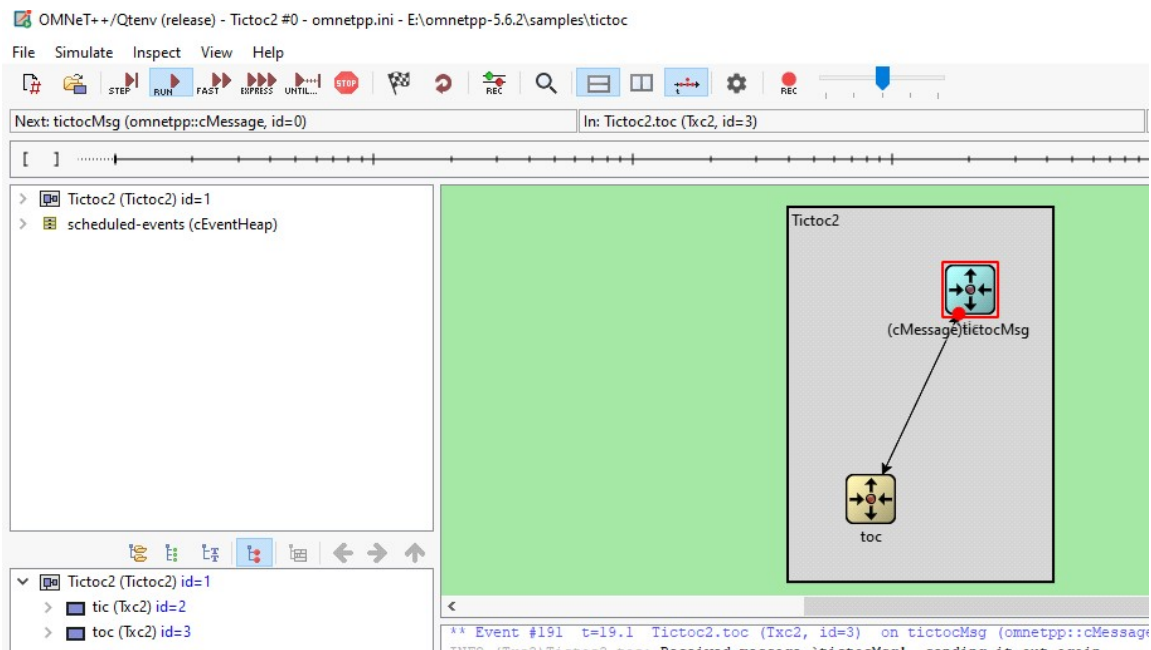 OMNeT++/Qtenv (release) - Tictoc2 #0 - omnetpp.ini - E:\omnetpp-5.6.2\samples\tictoc
File Simulate Inspect View Help
STEP RUN FAST EXPRESS UNTIL... STOP REC REC
Next: tictocMsg (omnetpp::cMessage, id=0) In: Tictoc2.toc (Txc2, id=3)
[ ]
Tictoc2 (Tictoc2) id=1
scheduled-events (cEventHeap)
Tictoc2
(cMessage)tictocMsg
toc
Tictoc2 (Tictoc2) id=1
tic (Txc2) id=2
toc (Txc2) id=3
** Event #191 t=19.1 Tictoc2.toc (Txc2, id=3) on tictocMsg (omnetpp::cMessage